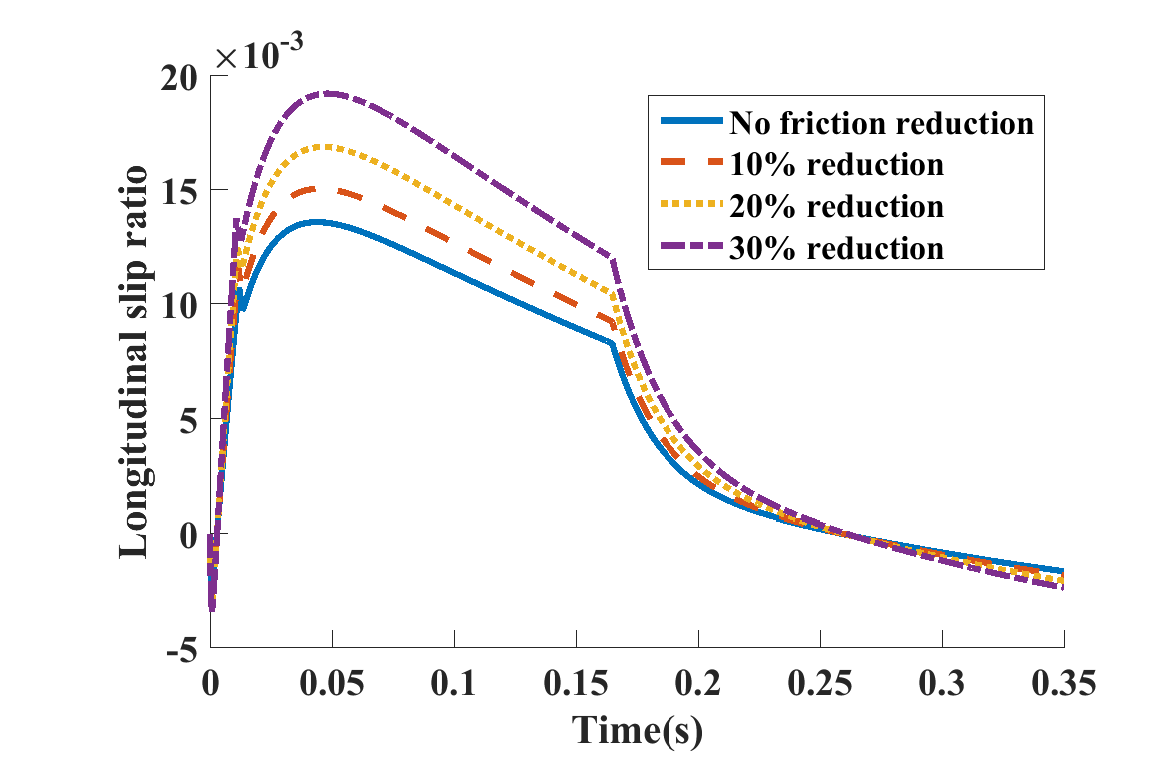 ×10-3
20
15
10
5
0
-5
Longitudinal slip ratio
No friction reduction
10% reduction
20% reduction
30% reduction
0 0.05 0.1 0.15 0.2 0.25 0.3 0.35
Time(s)